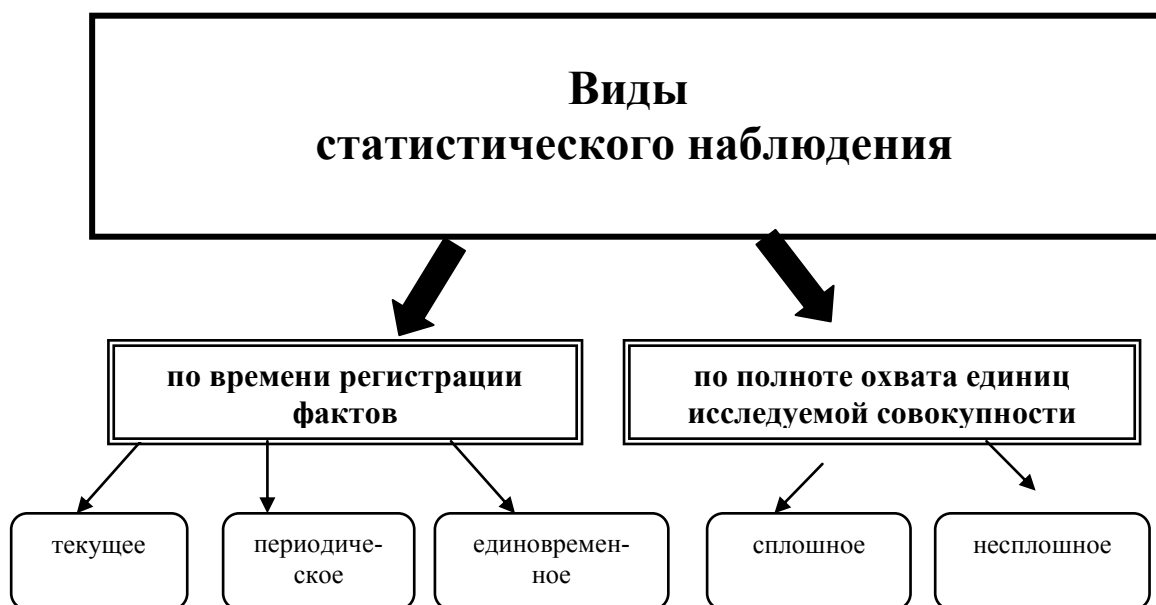 Виды
статистического наблюдения
по времени регистрации
фактов
по полноте охвата единиц
исследуемой совокупности
текущее
периодиче-
ское
единовремен-
ное
сплошное
несплошное